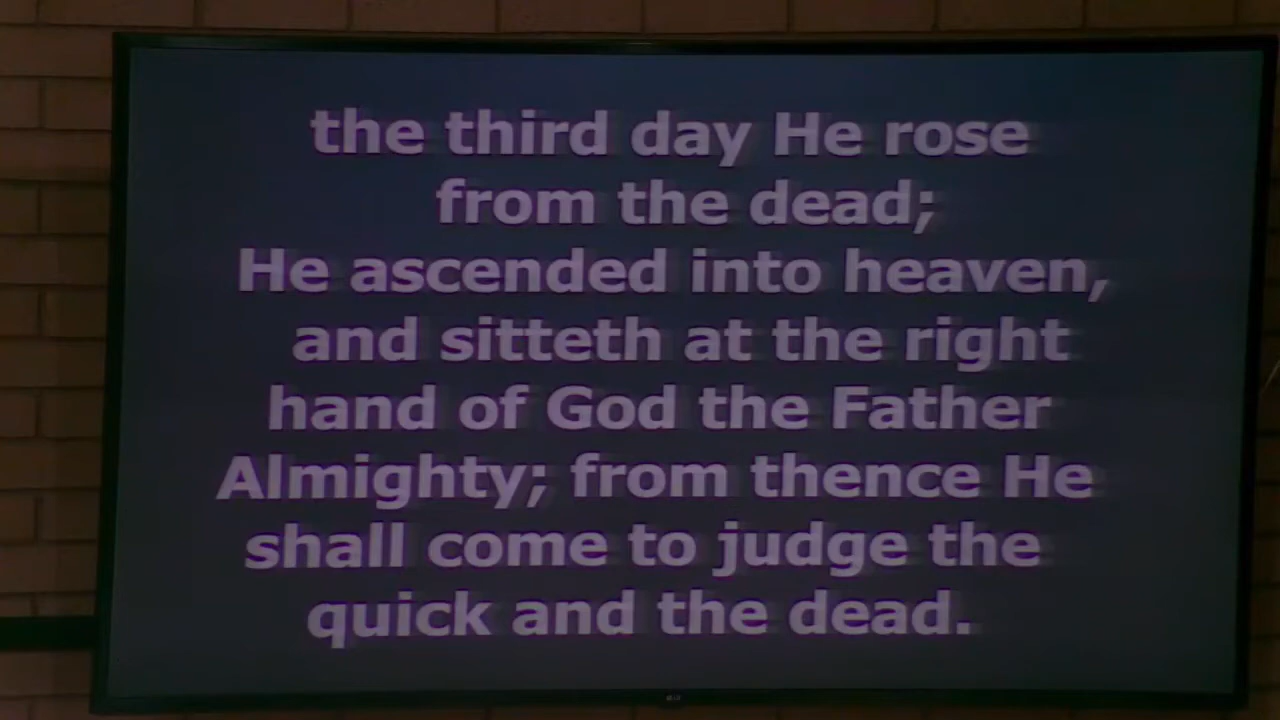 the third day He rose
from the dead;
He ascended into heaven,
and sitteth at the right
hand of God the Father
Almighty; from thence He
shall come to judge the
quick and the dead.